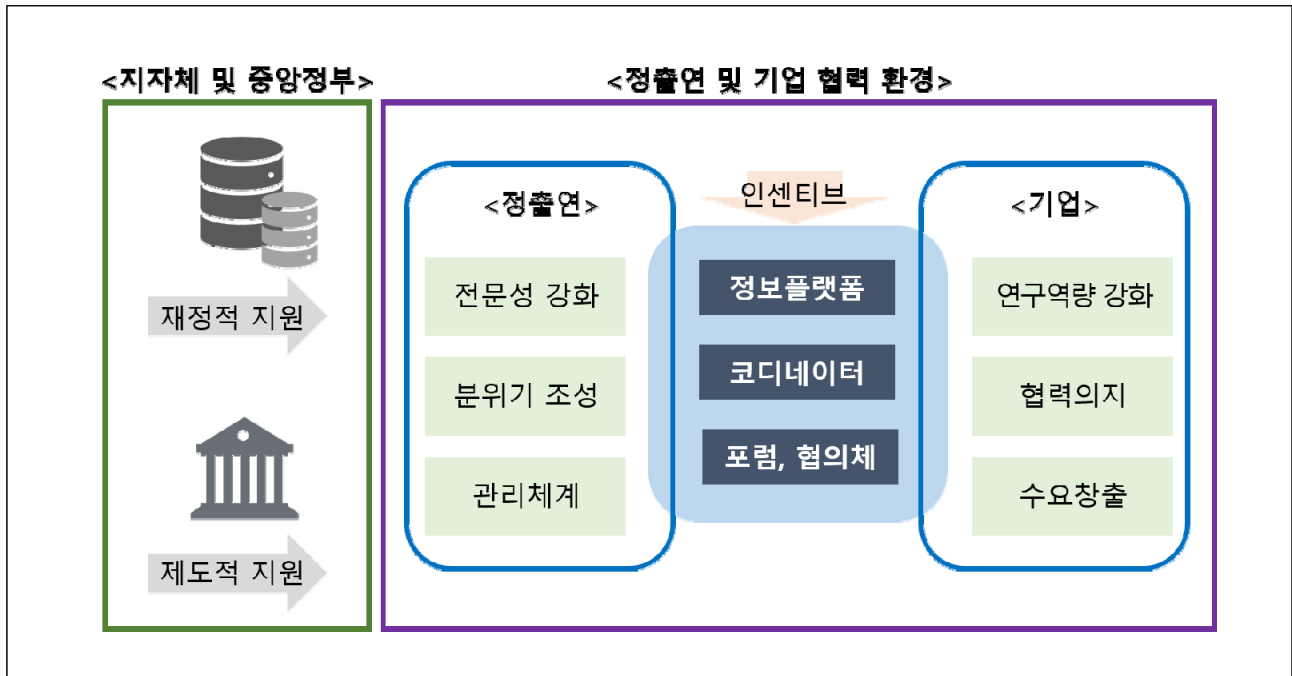 <지자체 및 중앙정부>
재정적 지원
제도적 지원
<정출연 및 기업 협력 환경>
<정출연>
전문성 강화
분위기 조성
관리체계
인센티브
정보플랫폼
코디네이터
포럼, 협의체
<기업>
연구역량 강화
협력의지
수요창출